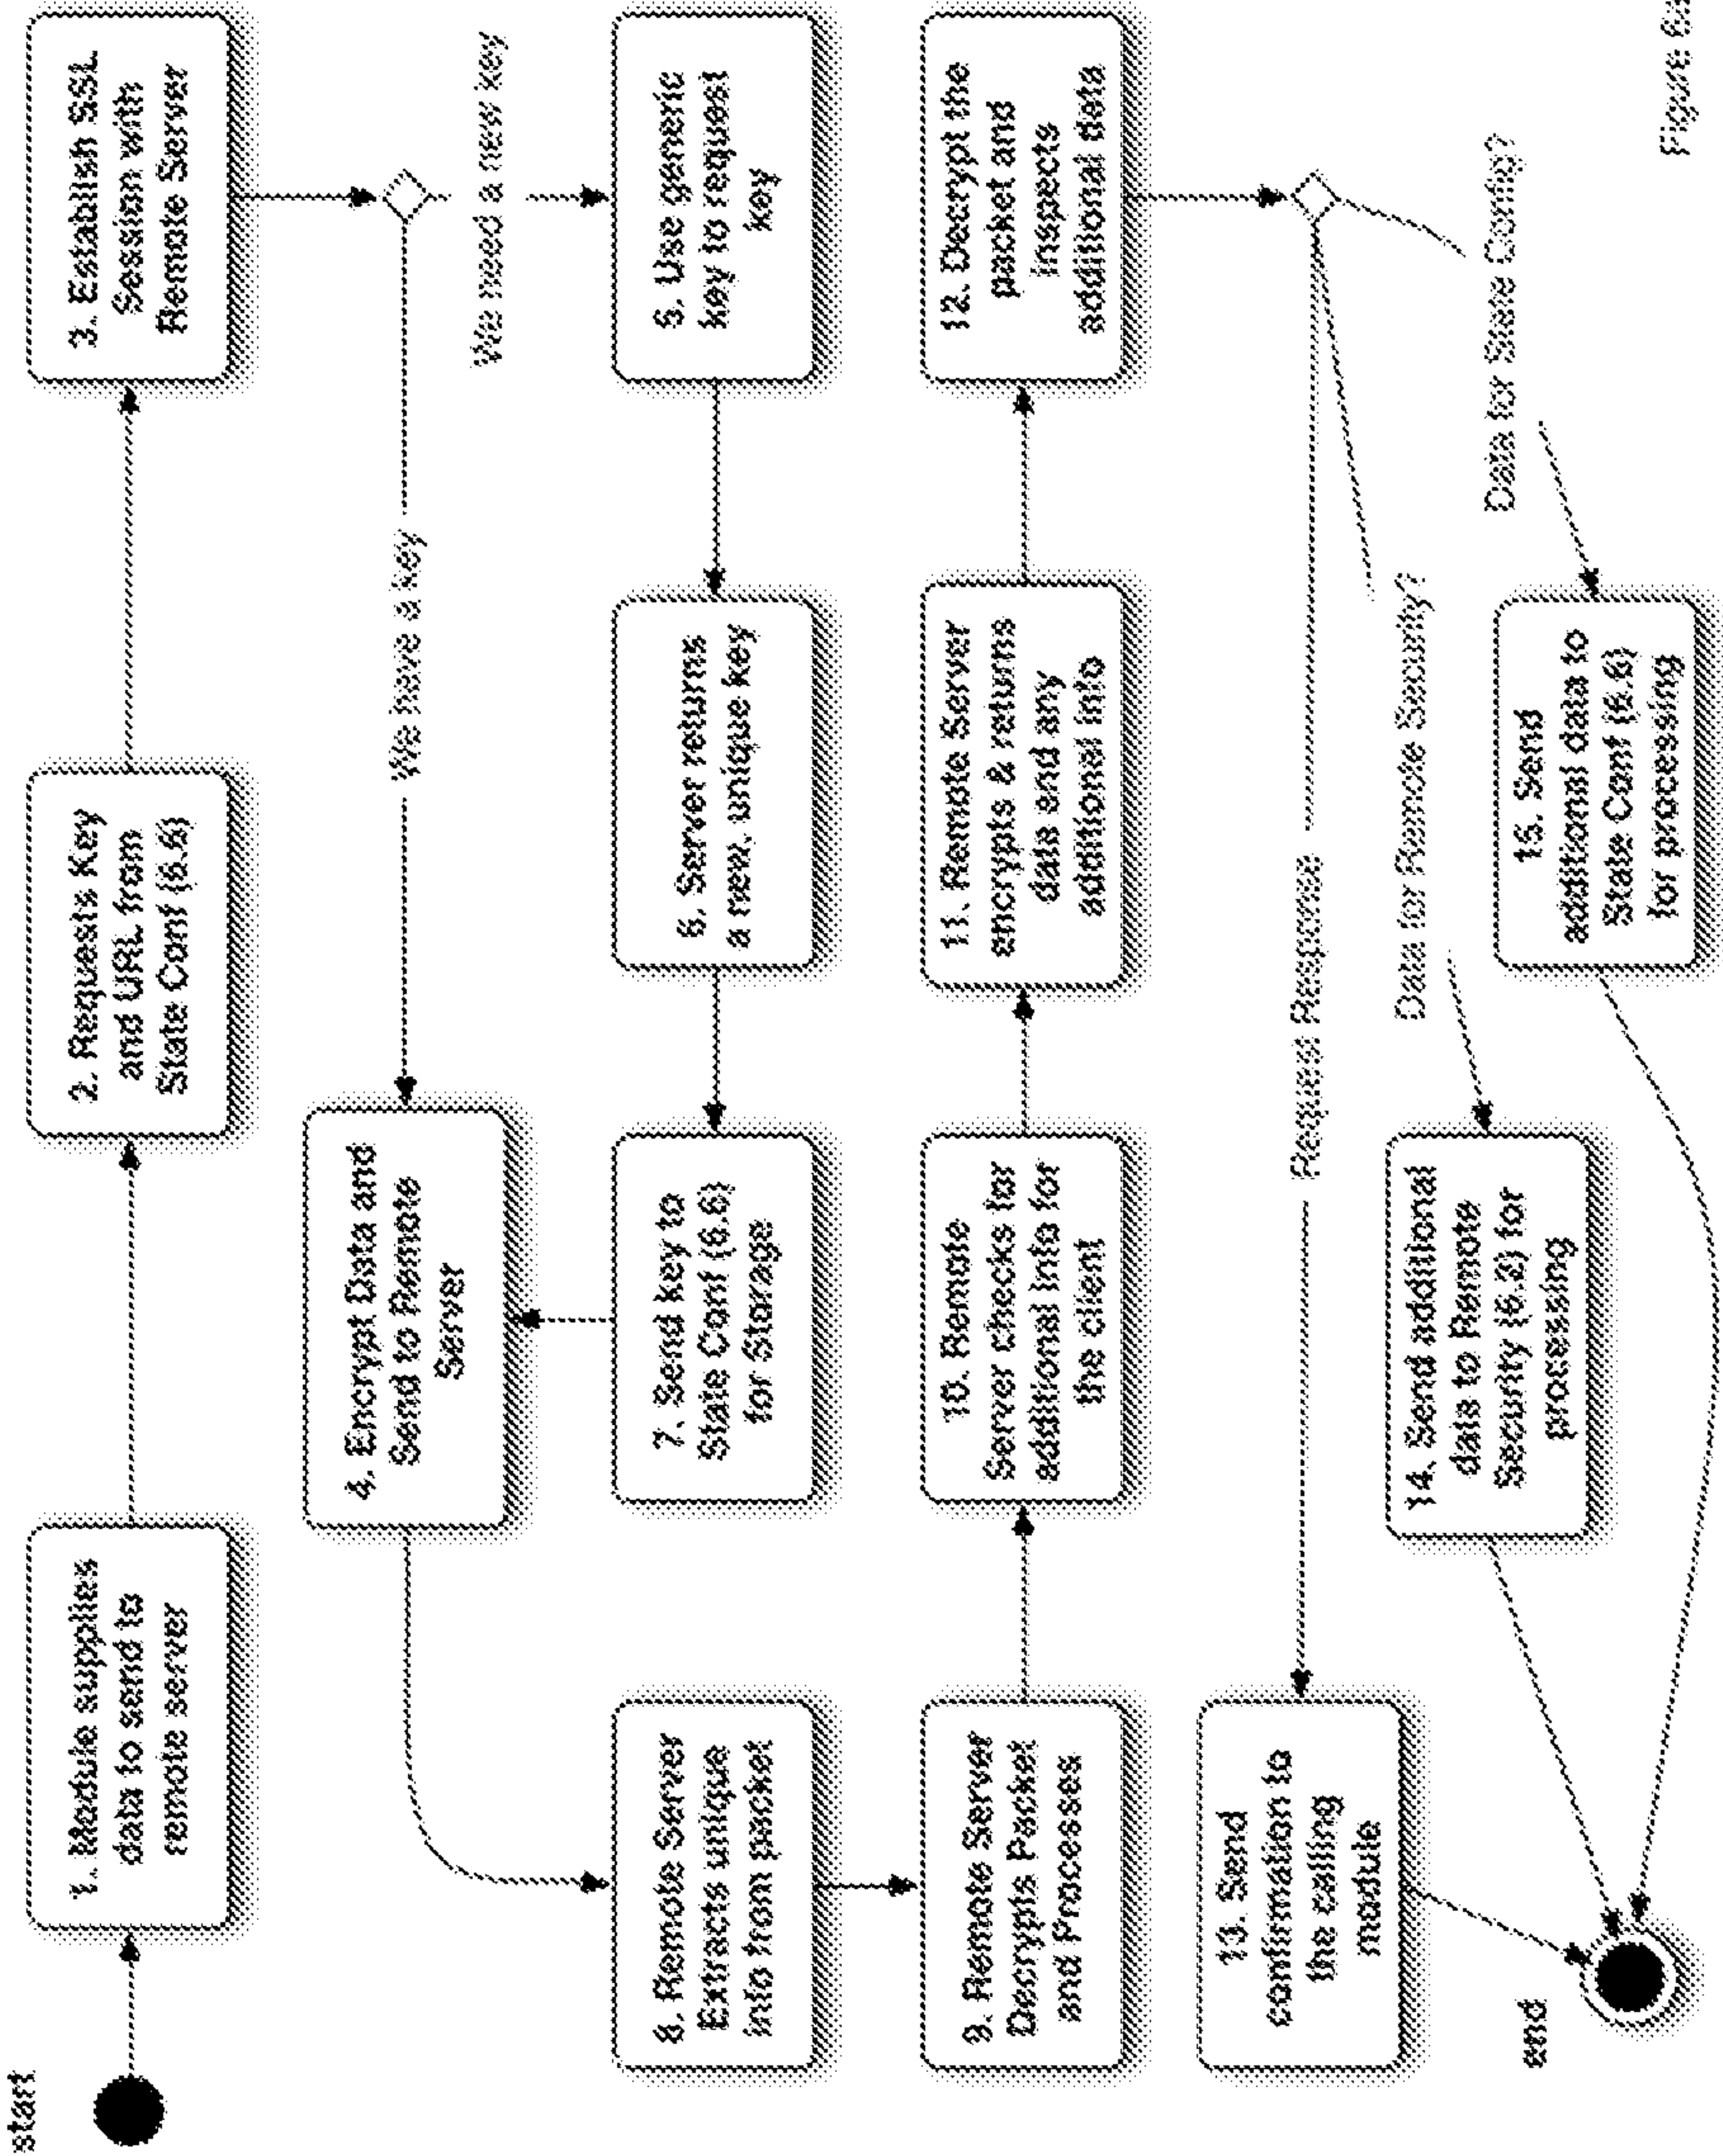 start
1. Module supplies
data to send to
remote server
2. Requests Key
and URL from
State Conf (6.6)
3. Establish SSL
Session with
Remote Server
We have a key
We need a new key
4. Encrypt Data and
Send to Remote
Server
5. Use generic
key to request
key
6. Server returns
a new, unique key
7. Send key to
State Conf (6.6)
for Storage
8. Remote Server
Extracts unique
info from packet
9. Remote Server
Decrypts Packet
and Processes
10. Remote
Server checks for
additional info for
the client
11. Remote Server
encrypts & returns
data and any
additional info
12. Decrypt the
packet and
inspects
additional data
Request Response
Data for Remote Security?
Data for State Config?
13. Send
confirmation to
the calling
module
14. Send additional
data to Remote
Security (6.2) for
processing
15. Send
additional data to
State Conf (6.6)
for processing
end
Figure